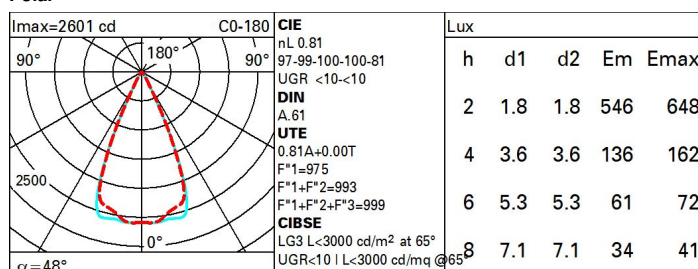 Imax=2601 cd C0-180
90° 180° 90°
2500
0°
α=48°
CIE
nL 0.81
97-99-100-100-81
UGR <10-<10
DIN
A.61
UTE
0.81A+0.00T
F"1=975
F"1+F"2=993
F"1+F"2+F"3=999
CIBSE
LG3 L<3000 cd/m² at 65°
UGR<10 | L<3000 cd/mq @65°
Lux
h d1 d2 Em Emax
2 1.8 1.8 546 648
4 3.6 3.6 136 162
6 5.3 5.3 61 72
8 7.1 7.1 34 41